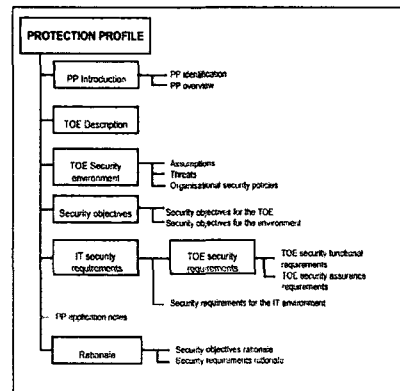 PROTECTION PROFILE
PP Introduction
PP identification
PP overview
TOE Description
TOE Security
environment
Assumptions
Threats
Organisational security policies
Security objectives
Security objectives for the TOE
Security objectives for the environment
IT security
requirements
TOE security
requirements
TOE security functional
requirements
TOE security assurance
requirements
Security requirements for the IT environment
PP application notes
Rationale
Security objectives rationale
Security requirements rationale